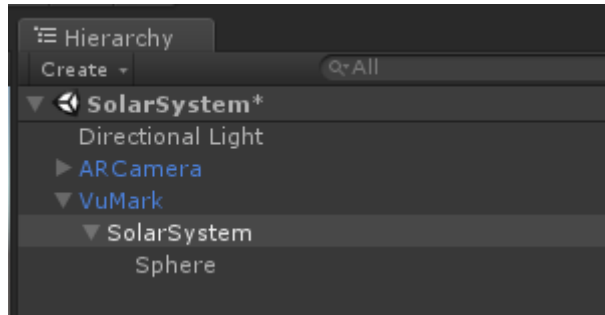 Hierarchy
Create All
SolarSystem*
Directional Light
ARCamera
VuMark
SolarSystem
Sphere